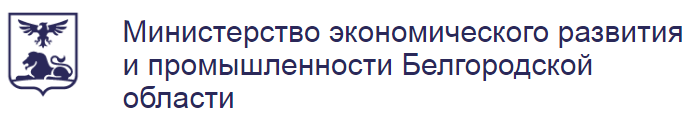 Министерство экономического развития
и промышленности Белгородской
области